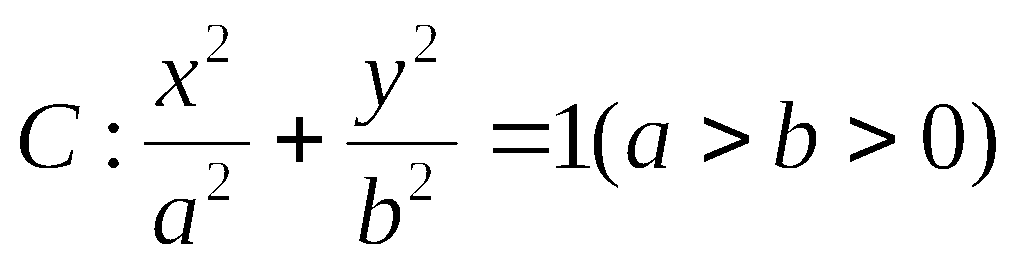 C : x²/a² + y²/b² =1(a > b > 0)